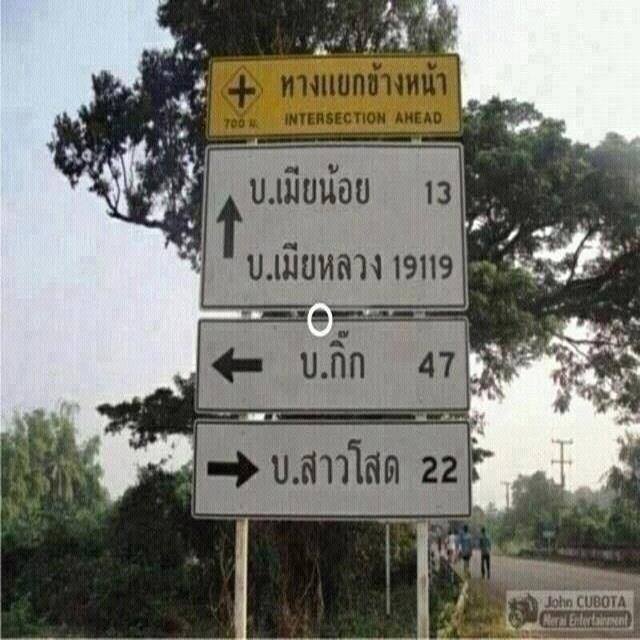 ทางแยกข้างหน้า
700 ม. INTERSECTION AHEAD
บ.เมียน้อย 13
บ.เมียหลวง 19119
บ.กิ๊ก 47
บ.สาวโสด 22
John CUBOTA
Meral Entertainment